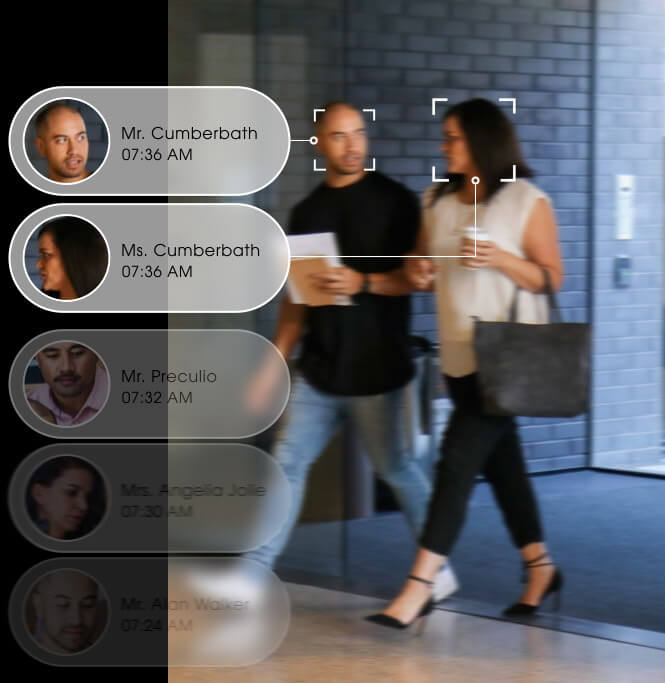 Mr. Cumberbath
07:36 AM
Ms. Cumberbath
07:36 AM
Mr. Preculio
07:32 AM
Mrs. Angelia Jolie
07:30 AM
Mr. Alan Walker
07:24 AM